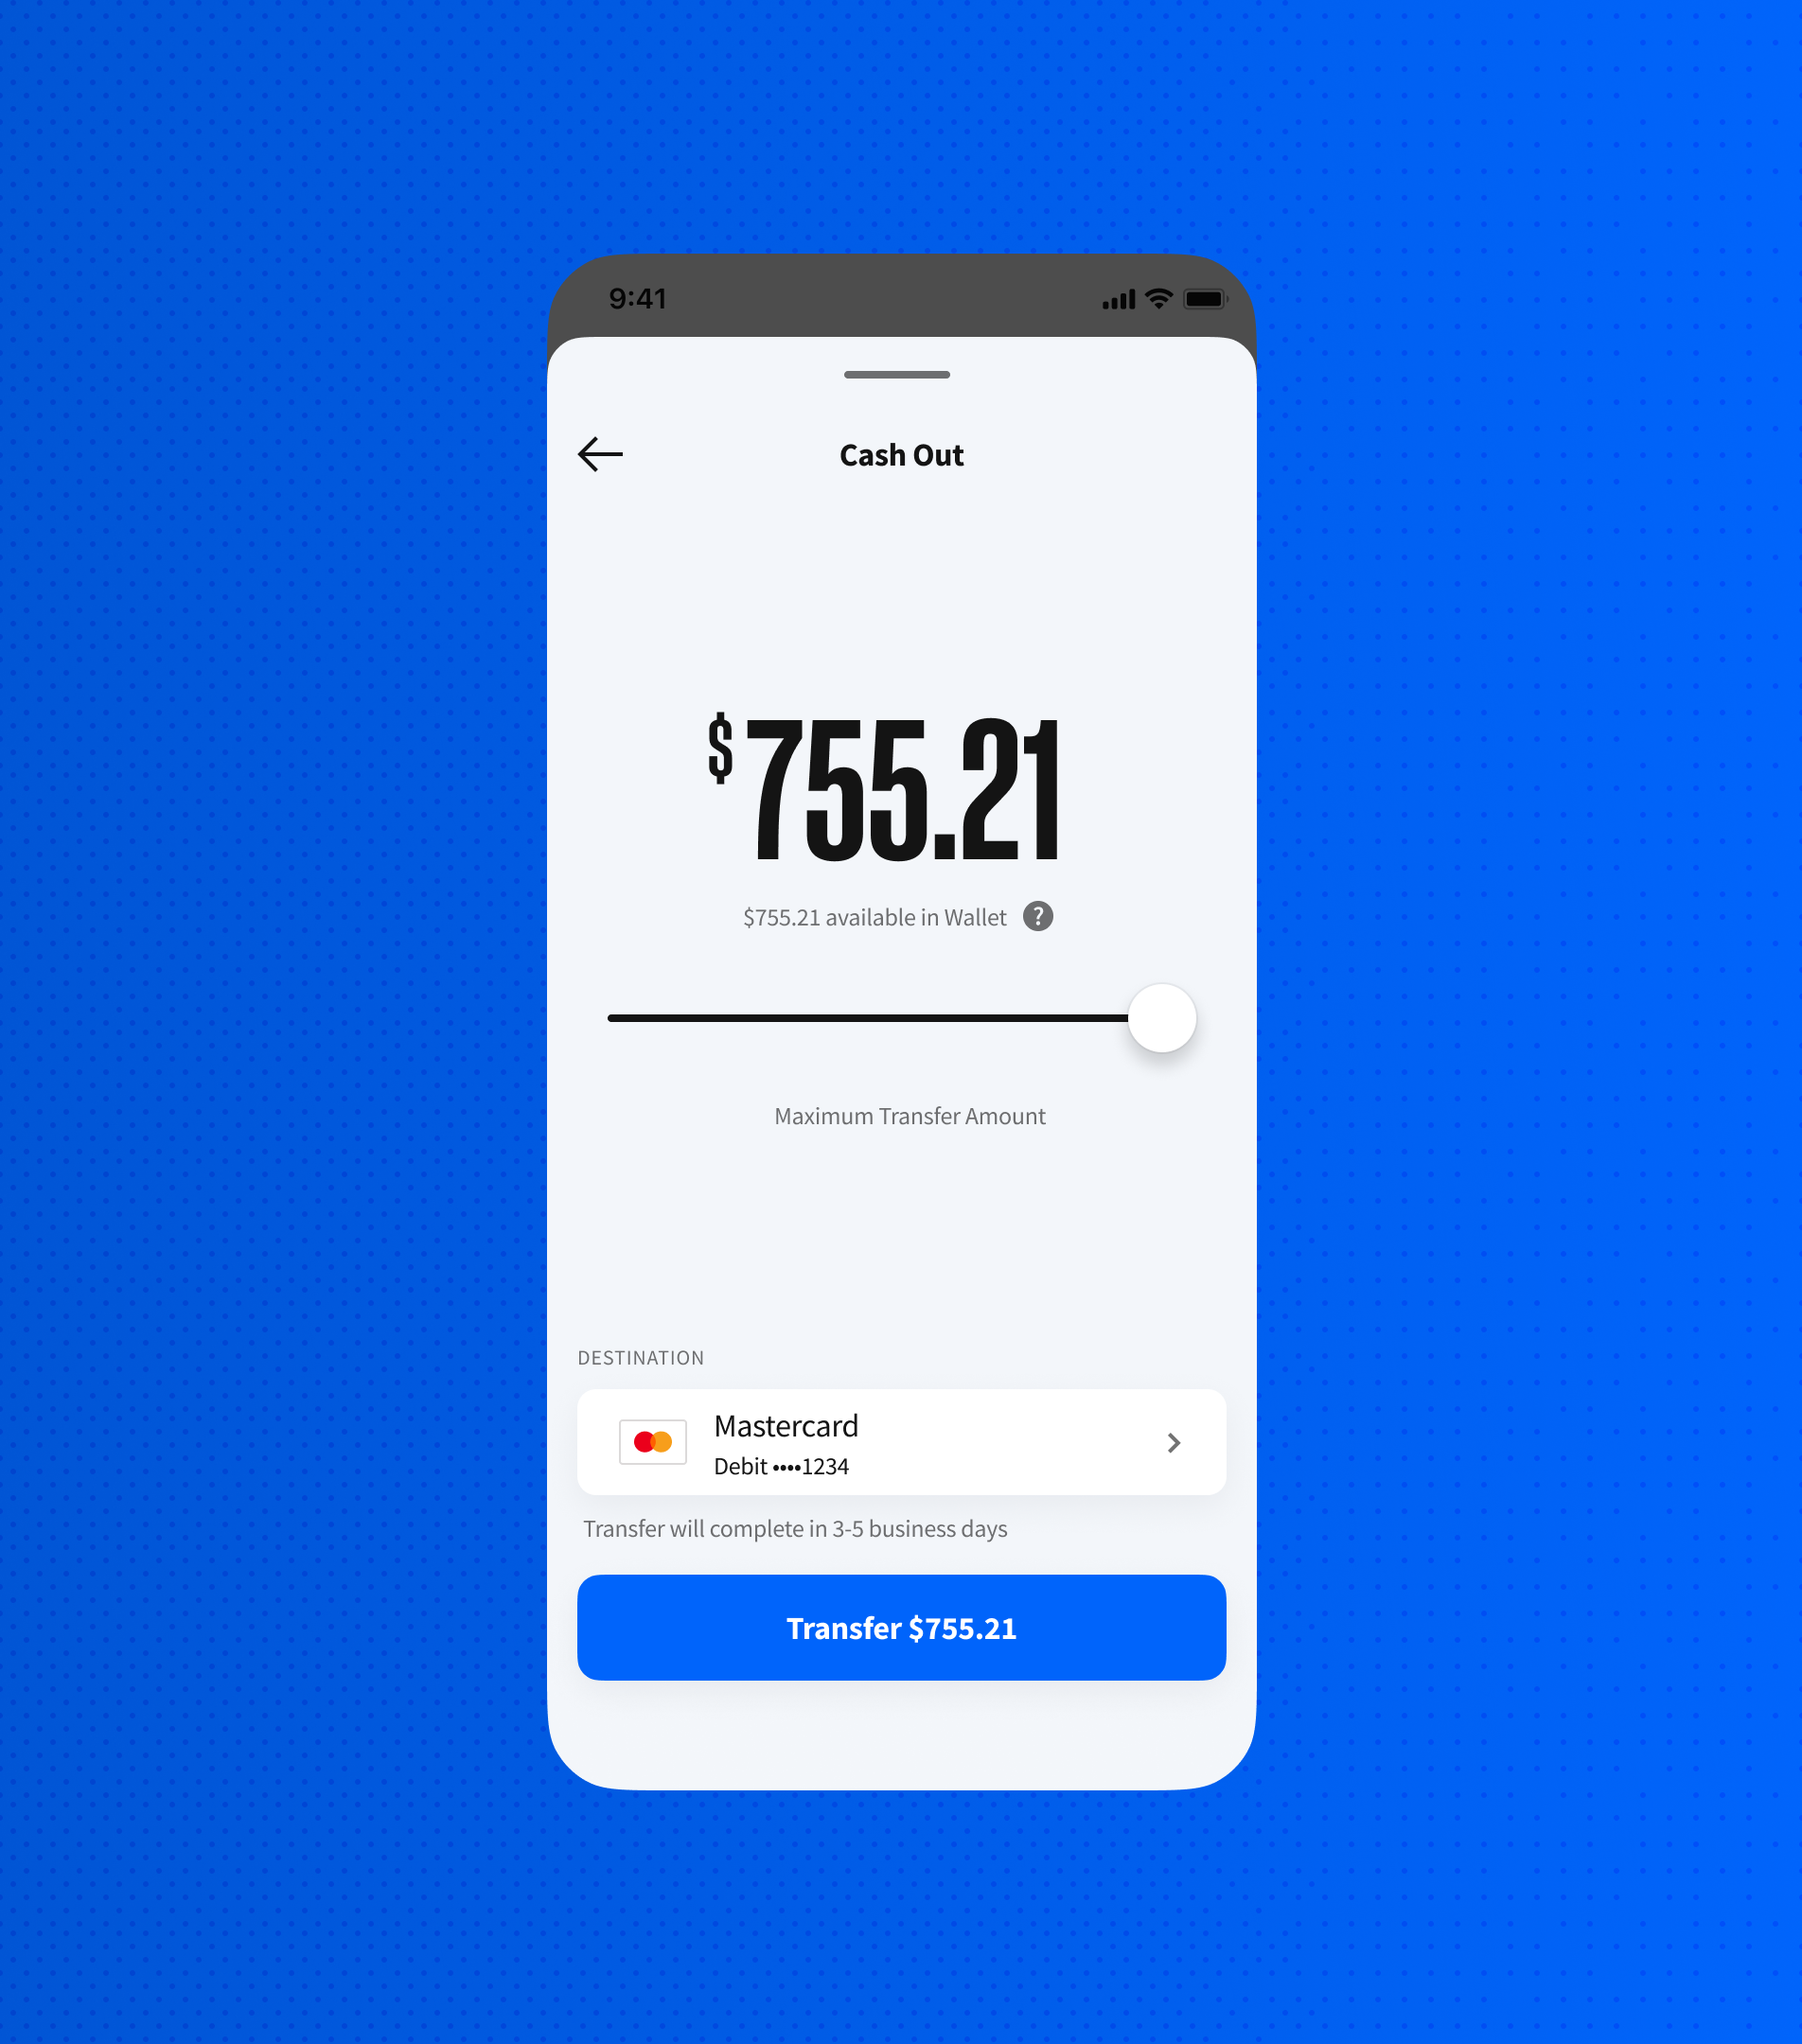 9:41
Cash Out
$755.21
$755.21 available in Wallet ?
Maximum Transfer Amount
DESTINATION
Mastercard
Debit ••••1234
Transfer will complete in 3-5 business days
Transfer $755.21